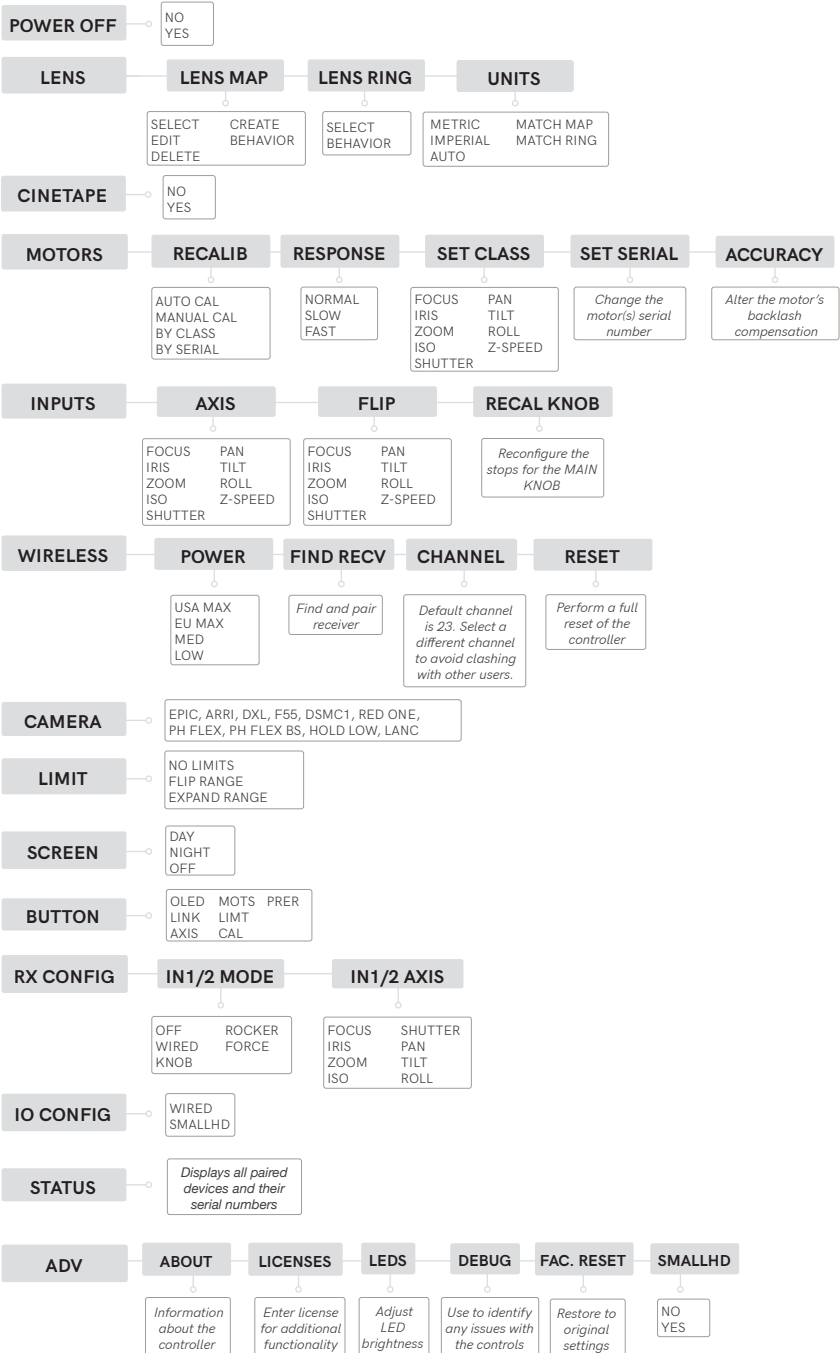 POWER OFF
NO
YES
LENS
LENS MAP
LENS RING
UNITS
SELECT CREATE
EDIT BEHAVIOR
DELETE
SELECT
BEHAVIOR
METRIC MATCH MAP
IMPERIAL MATCH RING
AUTO
CINETAPE
NO
YES
MOTORS
RECALIB
RESPONSE
SET CLASS
SET SERIAL
ACCURACY
AUTO CAL
MANUAL CAL
BY CLASS
BY SERIAL
NORMAL
SLOW
FAST
FOCUS PAN
IRIS TILT
ZOOM ROLL
ISO Z-SPEED
SHUTTER
Change the
motor(s) serial
number
Alter the motor’s
backlash
compensation
INPUTS
AXIS
FLIP
RECAL KNOB
FOCUS PAN
IRIS TILT
ZOOM ROLL
ISO Z-SPEED
SHUTTER
FOCUS PAN
IRIS TILT
ZOOM ROLL
ISO Z-SPEED
SHUTTER
Reconfigure the
stops for the MAIN
KNOB
WIRELESS
POWER
FIND RECV
CHANNEL
RESET
USA MAX
EU MAX
MED
LOW
Find and pair
receiver
Default channel
is 23. Select a
different channel
to avoid clashing
with other users.
Perform a full
reset of the
controller
CAMERA
EPIC, ARRI, DXL, F55, DSMC1, RED ONE,
PH FLEX, PH FLEX BS, HOLD LOW, LANC
LIMIT
NO LIMITS
FLIP RANGE
EXPAND RANGE
SCREEN
DAY
NIGHT
OFF
BUTTON
OLED MOTS PRER
LINK LIMT
AXIS CAL
RX CONFIG
IN1/2 MODE
IN1/2 AXIS
OFF ROCKER
WIRED FORCE
KNOB
FOCUS SHUTTER
IRIS PAN
ZOOM TILT
ISO ROLL
IO CONFIG
WIRED
SMALLHD
STATUS
Displays all paired
devices and their
serial numbers
ADV
ABOUT
LICENSES
LEDS
DEBUG
FAC. RESET
SMALLHD
Information
about the
controller
Enter license
for additional
functionality
Adjust
LED
brightness
Use to identify
any issues with
the controls
Restore to
original
settings
NO
YES